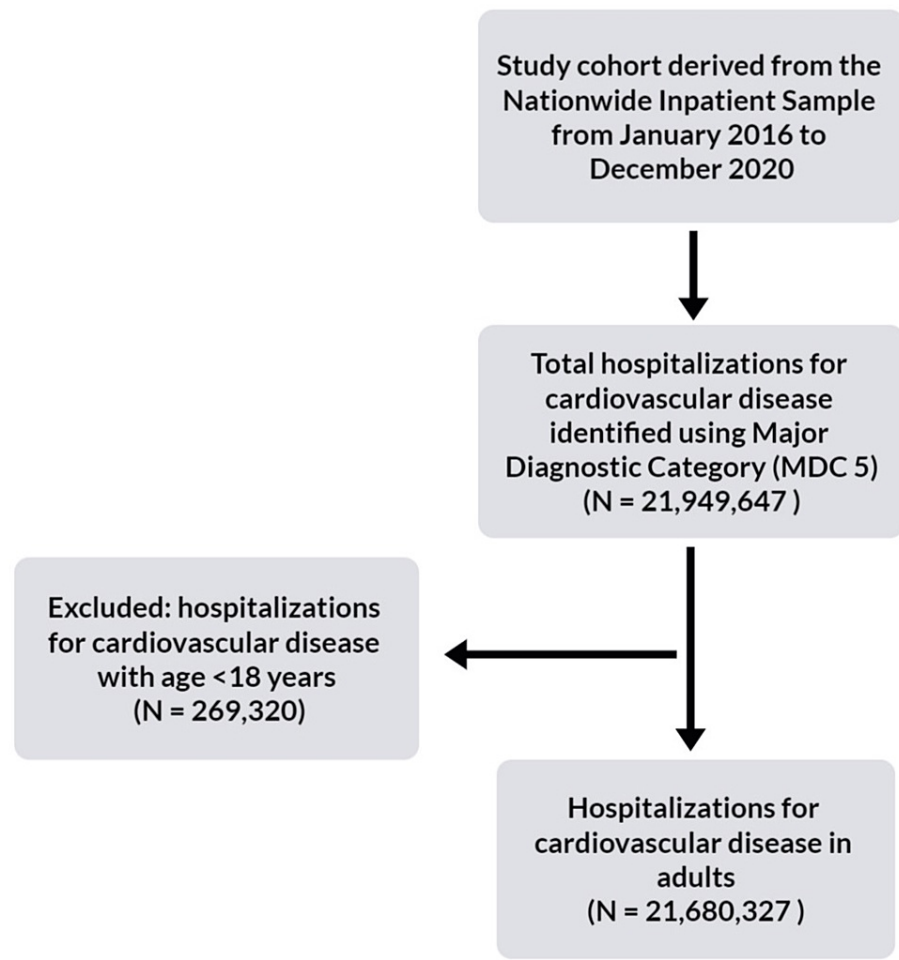 Study cohort derived from the
Nationwide Inpatient Sample
from January 2016 to
December 2020
Total hospitalizations for
cardiovascular disease
identified using Major
Diagnostic Category (MDC 5)
(N = 21,949,647 )
Excluded: hospitalizations
for cardiovascular disease
with age <18 years
(N = 269,320)
Hospitalizations for
cardiovascular disease in
adults
(N = 21,680,327 )